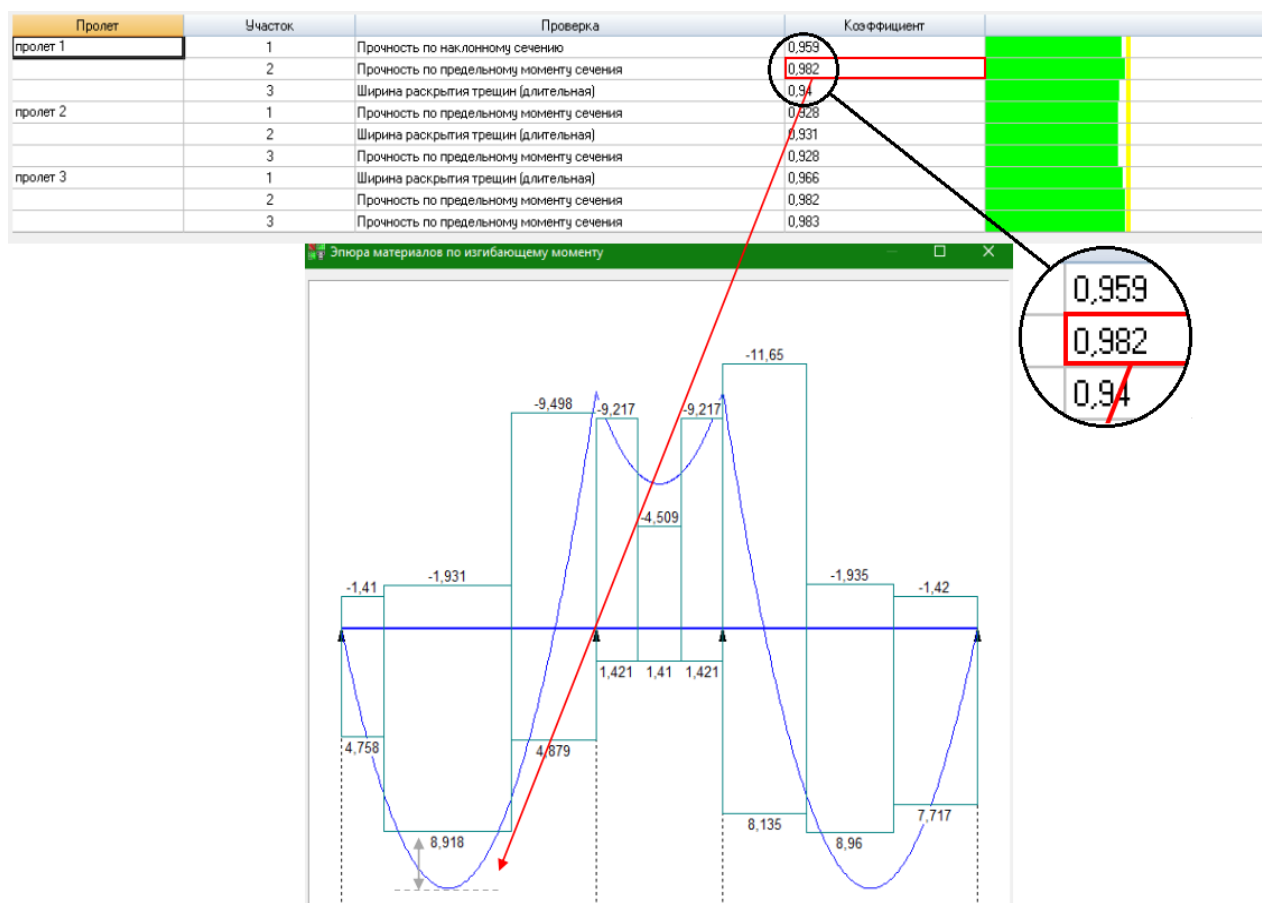 Пролет Участок Проверка Коэффициент
пролет 1 1 Прочность по наклонному сечению 0,959
2 Прочность по предельному моменту сечения 0,982
3 Ширина раскрытия трещин (длительная) 0,94
пролет 2 1 Прочность по предельному моменту сечения 0,928
2 Ширина раскрытия трещин (длительная) 0,931
3 Прочность по предельному моменту сечения 0,928
пролет 3 1 Ширина раскрытия трещин (длительная) 0,966
2 Прочность по предельному моменту сечения 0,982
3 Прочность по предельному моменту сечения 0,983
Эпюра материалов по изгибающему моменту
0,959
0,982
0,94
-11,65
-9,498 -9,217 -9,217
-4,509
-1,41 -1,931 -1,935 -1,42
1,421 1,41 1,421
4,758 4,879
8,918 8,135 8,96 7,717